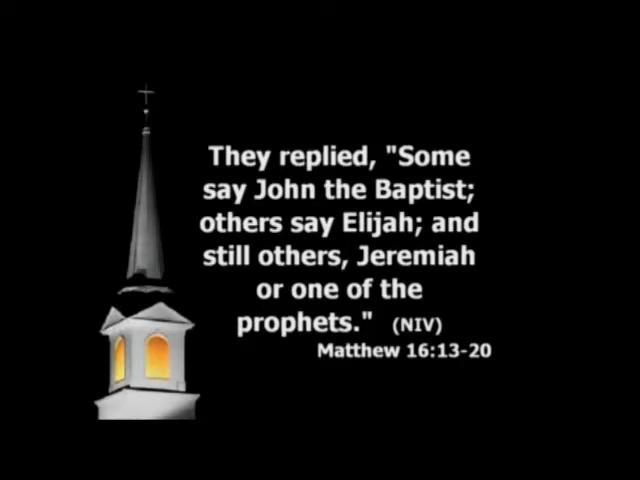 They replied, "Some
say John the Baptist;
others say Elijah; and
still others, Jeremiah
or one of the
prophets." (NIV)
Matthew 16:13-20